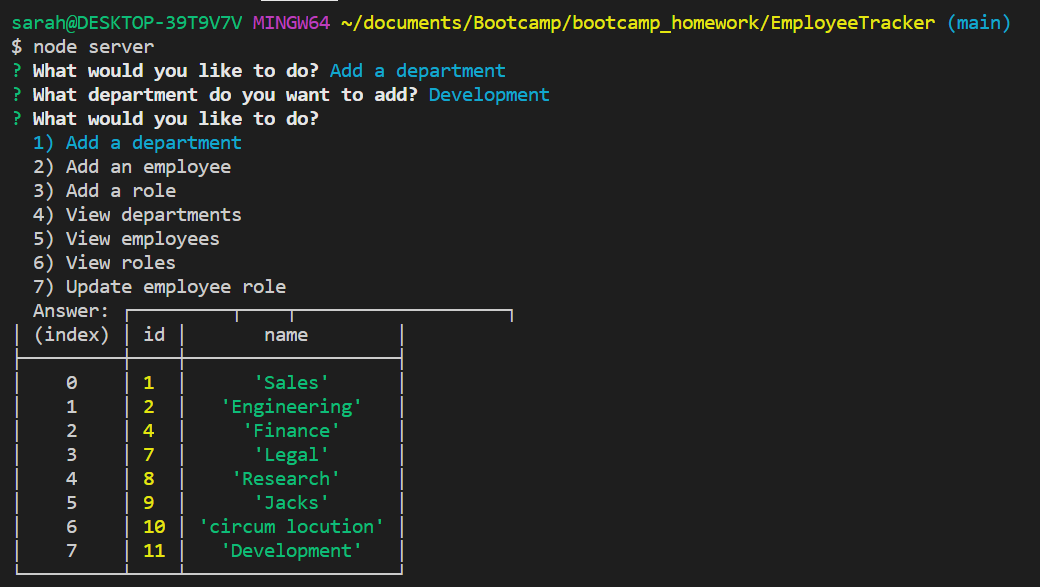 sarah@DESKTOP-39T9V7V MINGW64 ~/documents/Bootcamp/bootcamp_homework/EmployeeTracker (main)
$ node server
? What would you like to do? Add a department
? What department do you want to add? Development
? What would you like to do?
1) Add a department
2) Add an employee
3) Add a role
4) View departments
5) View employees
6) View roles
7) Update employee role
Answer:
(index) id name
0 1 'Sales'
1 2 'Engineering'
2 4 'Finance'
3 7 'Legal'
4 8 'Research'
5 9 'Jacks'
6 10 'circum locution'
7 11 'Development'